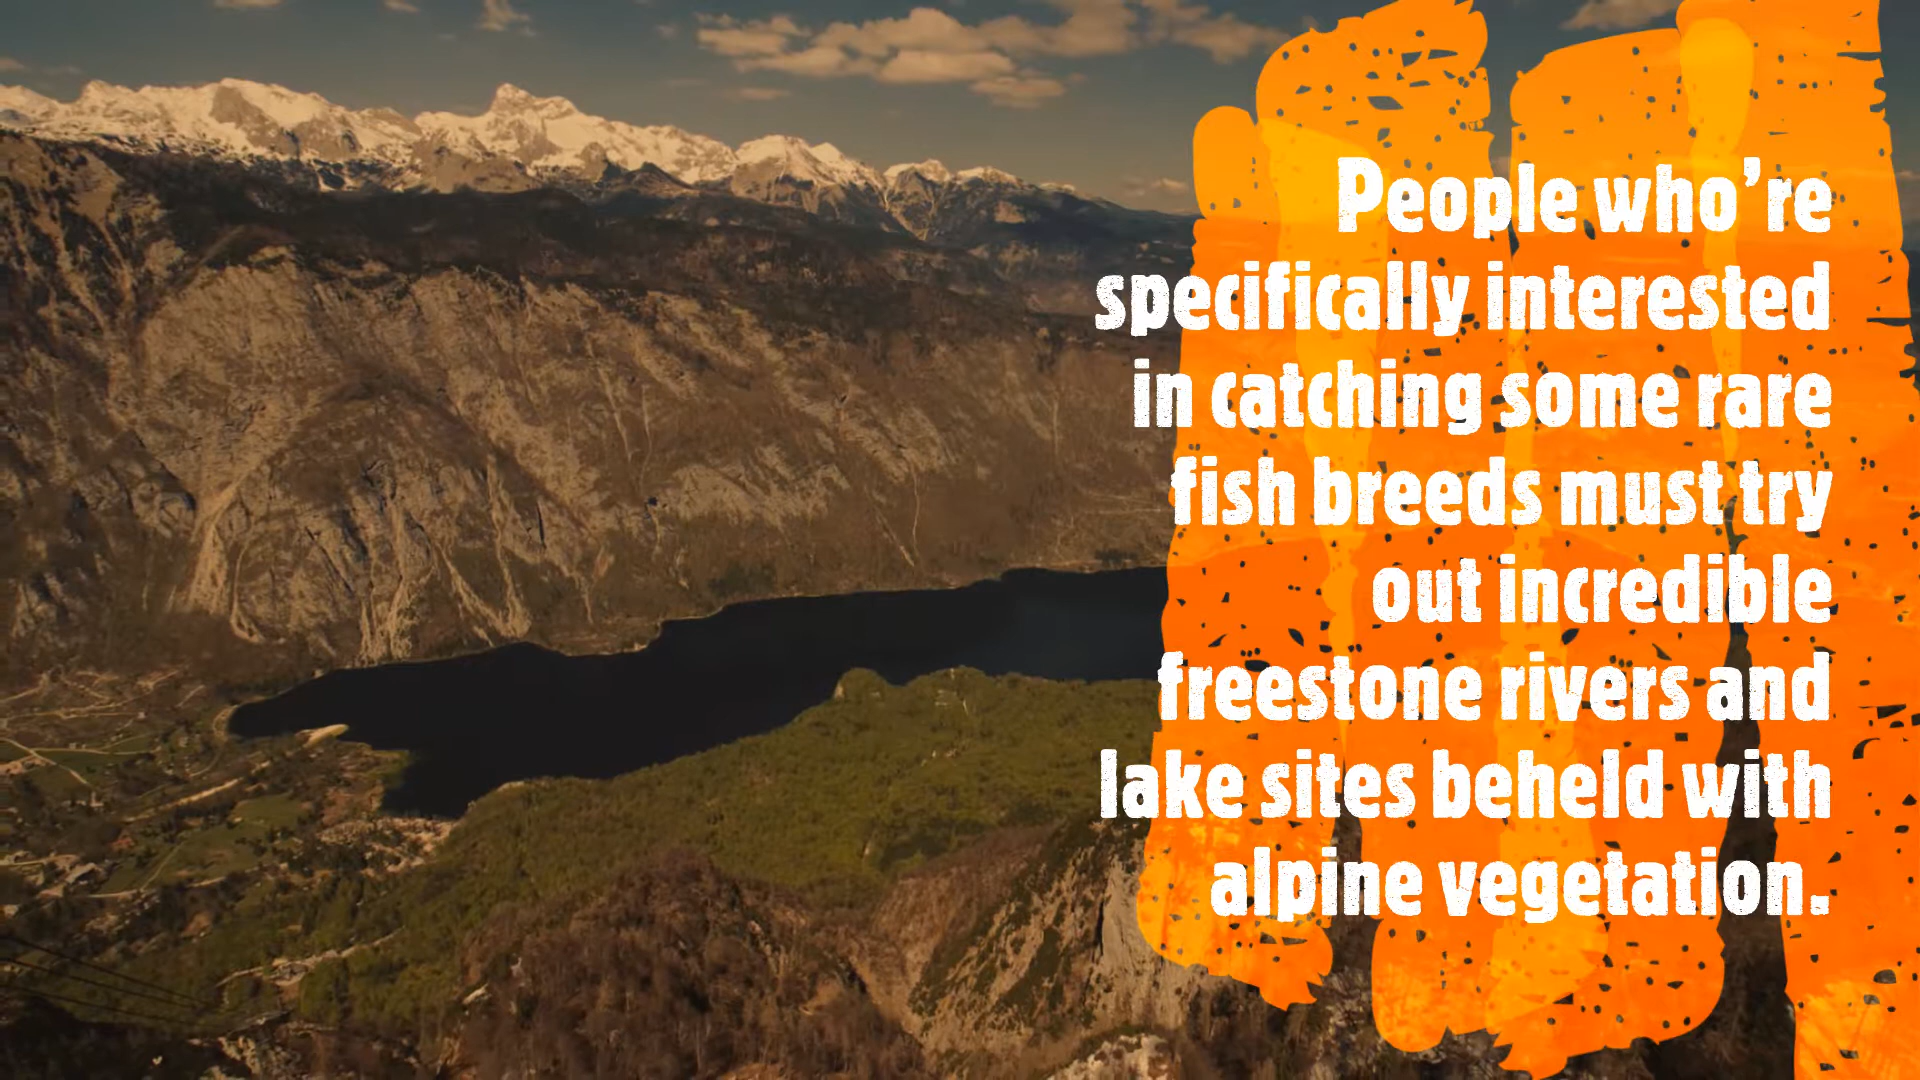 People who’re
specifically interested
in catching some rare
fish breeds must try
out incredible
freestone rivers and
lake sites beheld with
alpine vegetation.